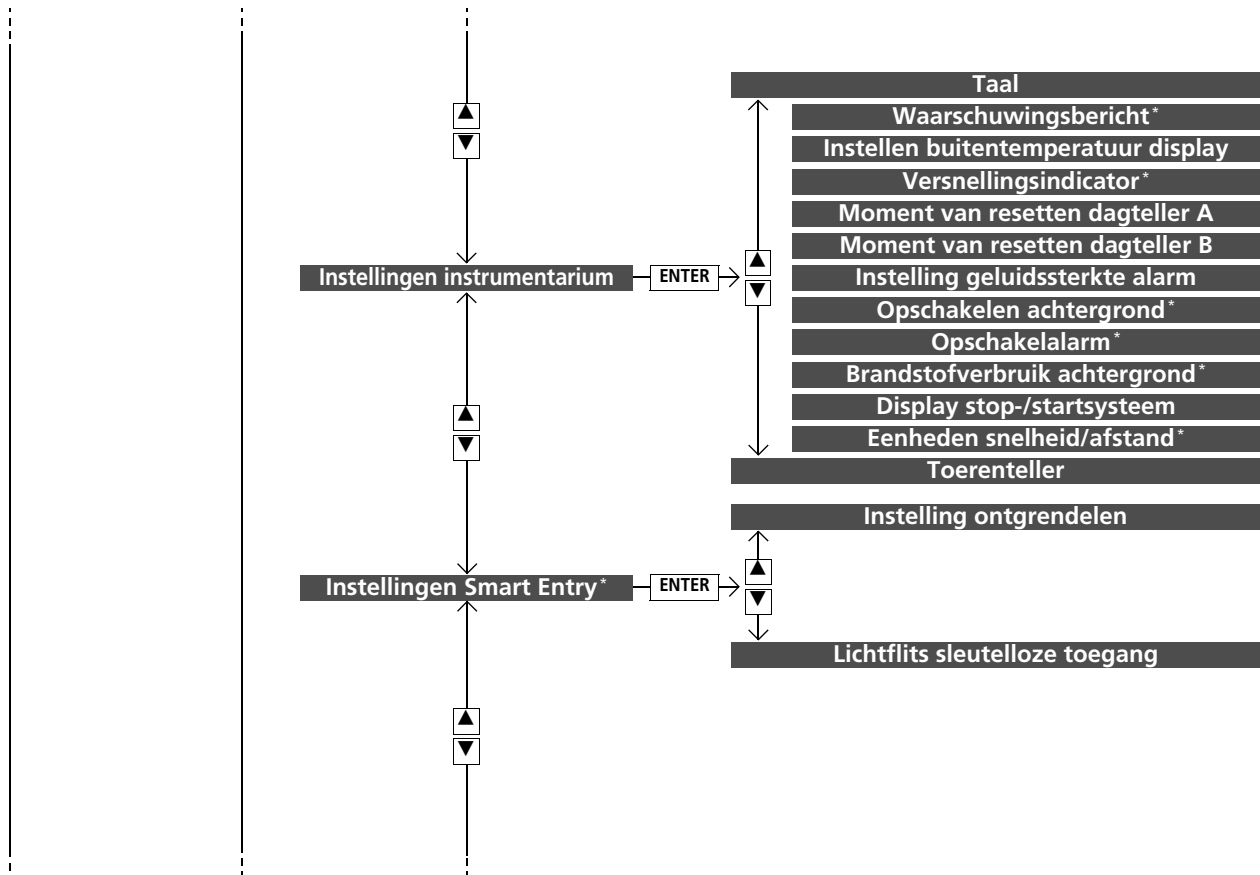 Taal
Waarschuwingsbericht*
Instellen buitentemperatuur display
Versnellingsindicator*
Moment van resetten dagteller A
Moment van resetten dagteller B
Instellingen instrumentarium
ENTER
Instelling geluidssterkte alarm
Opschakelen achtergrond*
Opschakelalarm*
Brandstofverbruik achtergrond*
Display stop-/startsysteem
Eenheden snelheid/afstand*
Toerenteller
Instelling ontgrendelen
Instellingen Smart Entry*
ENTER
Lichtflits sleutelloze toegang